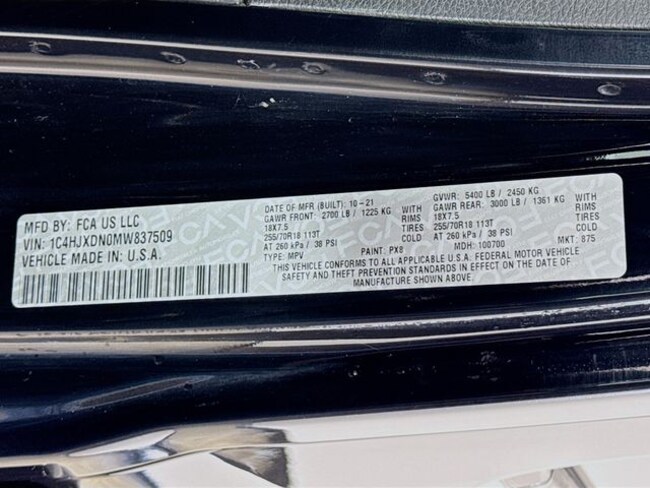 MFD BY: FCA US LLC
VIN: 1C4HJXDN0MW837509
VEHICLE MADE IN: U.S.A.
DATE OF MFR (BUILT): 10-21
GAWR FRONT: 2700 LB / 1225 KG WITH
18X7.5 RIMS
255/70R18 113T TIRES
AT 260 kPa / 38 PSI COLD
TYPE: MPV PAINT: PX8
GVWR: 5400 LB / 2450 KG
GAWR REAR: 3000 LB / 1361 KG WITH
18X7.5 RIMS
255/70R18 113T TIRES
AT 260 kPa / 38 PSI COLD
MDH: 100700 MKT: 875
THIS VEHICLE CONFORMS TO ALL APPLICABLE U.S.A. FEDERAL MOTOR VEHICLE
SAFETY AND THEFT PREVENTION STANDARDS IN EFFECT ON THE DATE OF
MANUFACTURE SHOWN ABOVE.